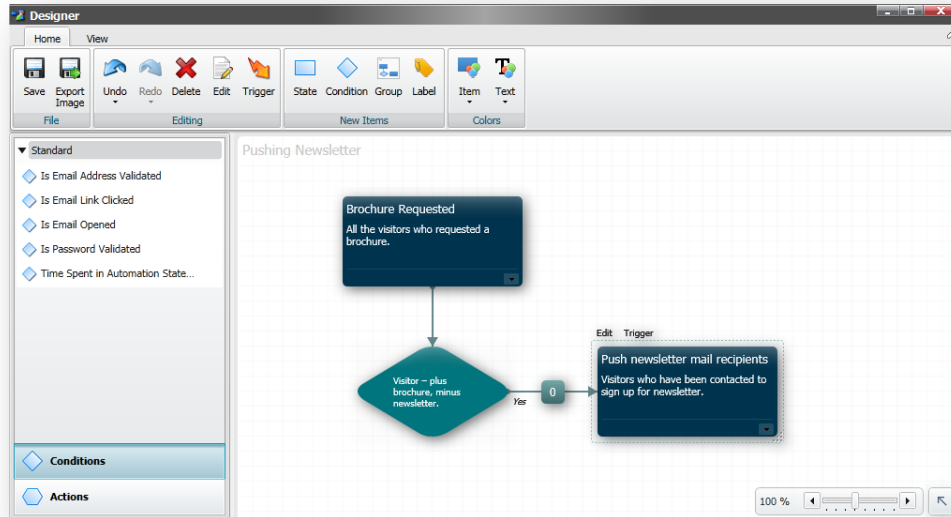 Designer
Home View
Save Export Image Undo Redo Delete Edit Trigger State Condition Group Label Item Text
File Editing New Items Colors
Standard
Is Email Address Validated
Is Email Link Clicked
Is Email Opened
Is Password Validated
Time Spent in Automation State...
Conditions
Actions
Pushing Newsletter
Brochure Requested
All the visitors who requested a
brochure.
Visitor – plus
brochure, minus
newsletter.
Yes
0
Edit Trigger
Push newsletter mail recipients
Visitors who have been contacted to
sign up for newsletter.
100 %